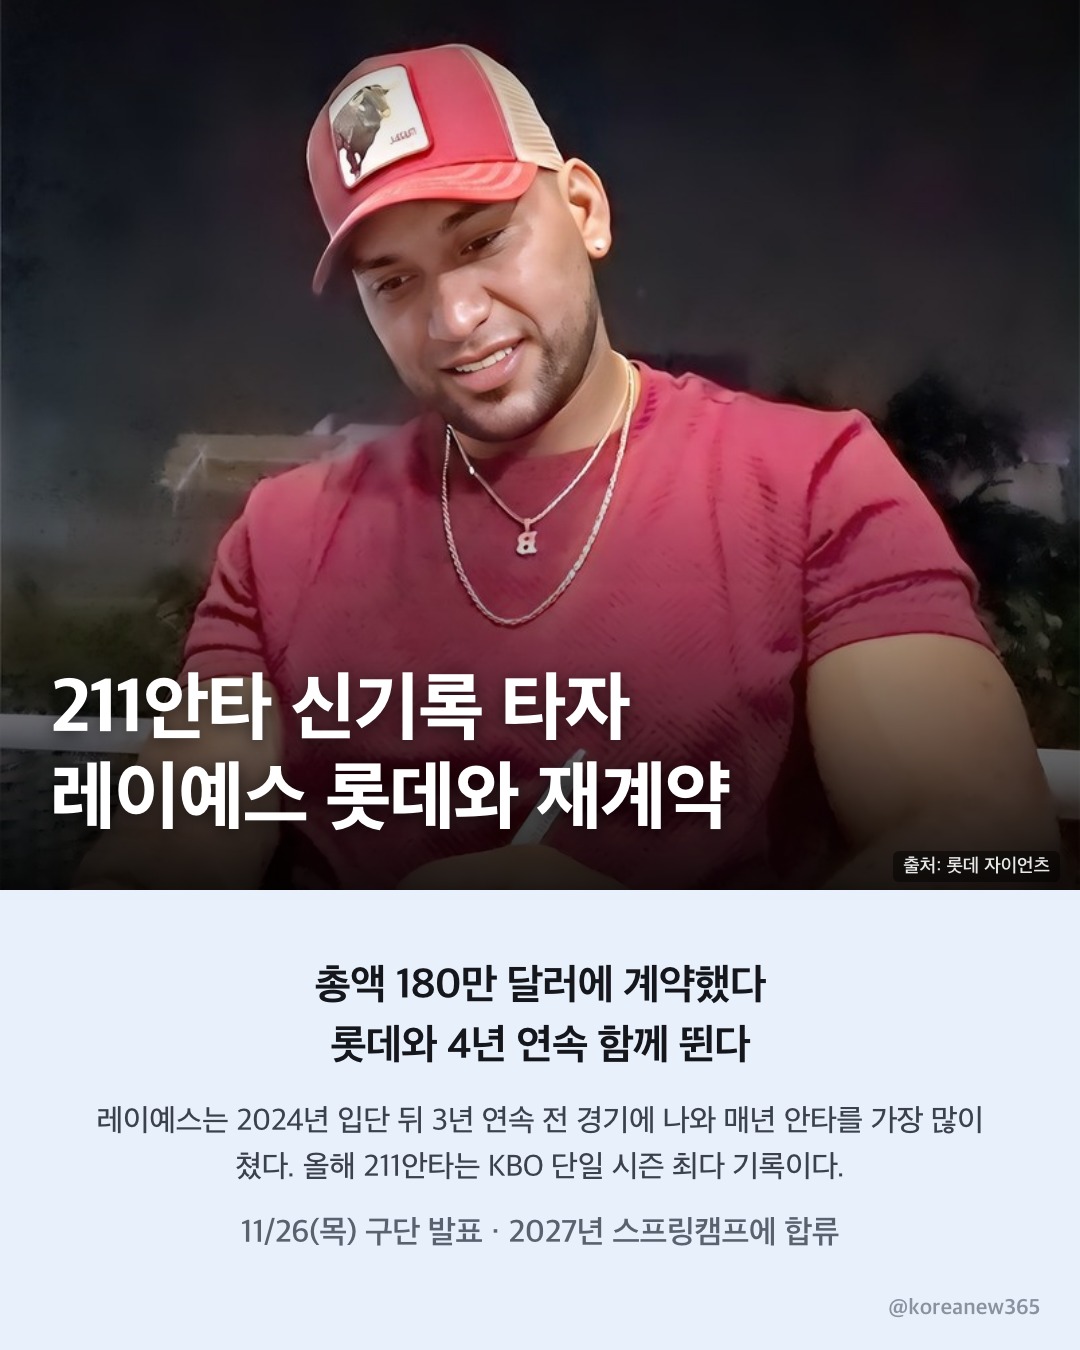 211안타 신기록 타자
레이예스 롯데와 재계약
출처: 롯데 자이언츠
총액 180만 달러에 계약했다
롯데와 4년 연속 함께 뛴다
레이예스는 2024년 입단 뒤 3년 연속 전 경기에 나와 매년 안타를 가장 많이
쳤다. 올해 211안타는 KBO 단일 시즌 최다 기록이다.
11/26(목) 구단 발표 · 2027년 스프링캠프에 합류
@koreanew365